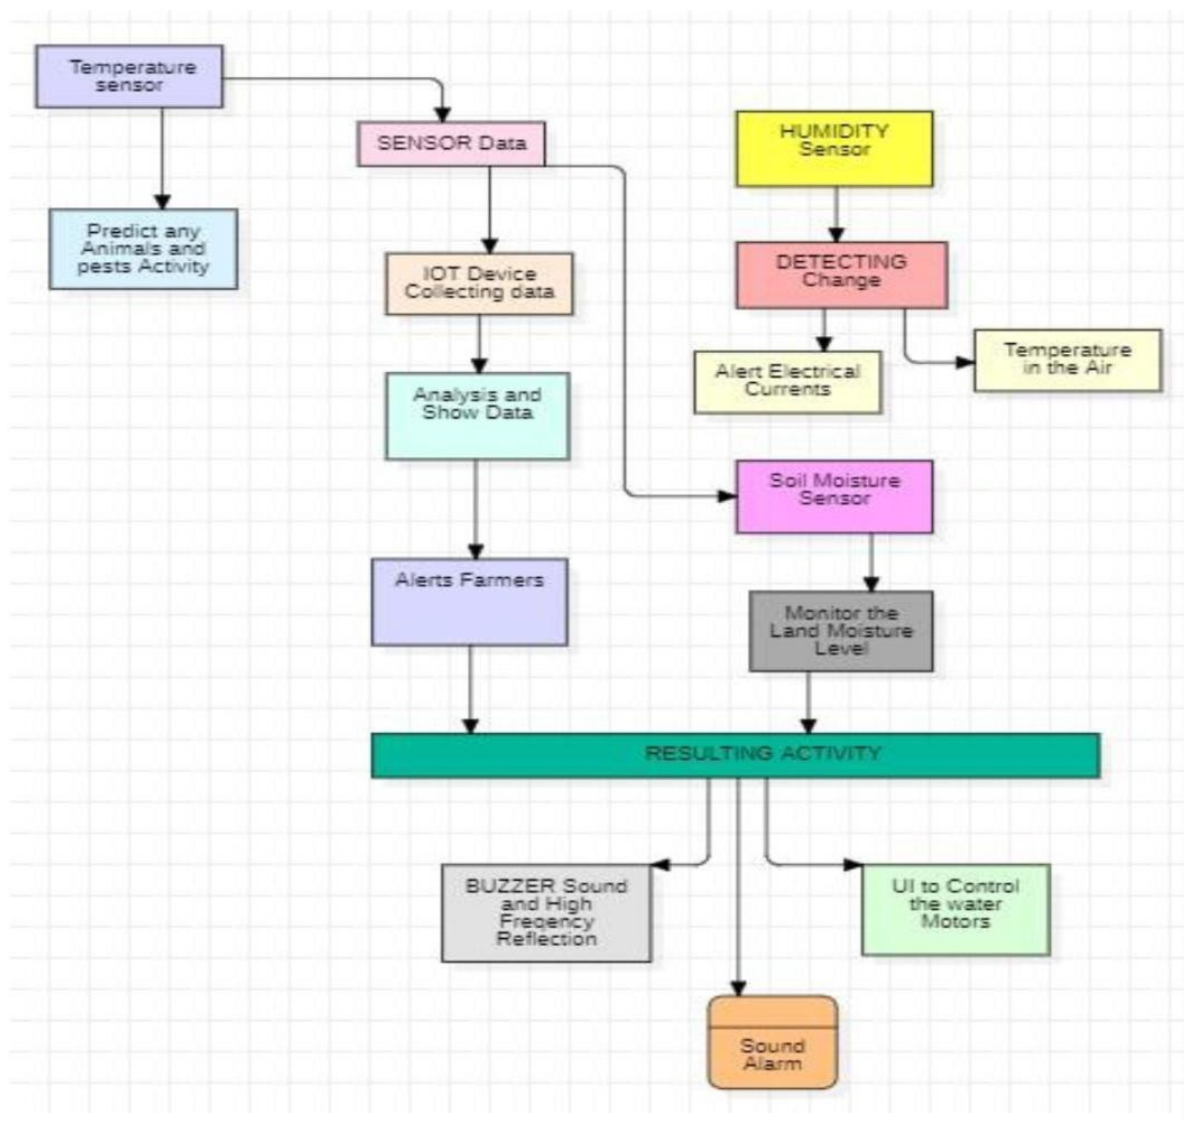 Temperature
sensor
SENSOR Data
HUMIDITY
Sensor
Predict any
Animals and
pests Activity
IOT Device
Collecting data
DETECTING
Change
Alert Electrical
Currents
Temperature
in the Air
Analysis and
Show Data
Soil Moisture
Sensor
Alerts Farmers
Monitor the
Land Moisture
Level
RESULTING ACTIVITY
BUZZER Sound
and High
Freqency
Reflection
UI to Control
the water
Motors
Sound
Alarm